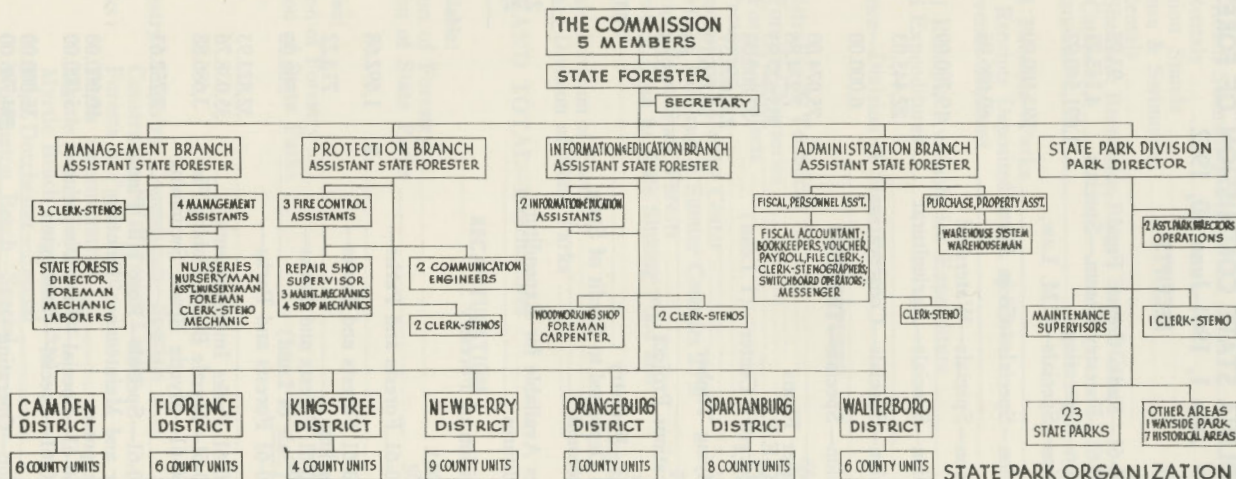 THE COMMISSION
5 MEMBERS
STATE FORESTER
SECRETARY
MANAGEMENT BRANCH
ASSISTANT STATE FORESTER
PROTECTION BRANCH
ASSISTANT STATE FORESTER
INFORMATION & EDUCATION BRANCH
ASSISTANT STATE FORESTER
ADMINISTRATION BRANCH
ASSISTANT STATE FORESTER
STATE PARK DIVISION
PARK DIRECTOR
3 CLERK-STENOS
4 MANAGEMENT
ASSISTANTS
3 FIRE CONTROL
ASSISTANTS
2 INFORMATION-EDUCATION
ASSISTANTS
FISCAL, PERSONNEL ASST.
PURCHASE, PROPERTY ASST.
2 ASST. PARK DIRECTORS
OPERATIONS
STATE FORESTS
DIRECTOR
FOREMAN
MECHANIC
LABORERS
NURSERIES
NURSERYMAN
ASST. NURSERYMAN
FOREMAN
CLERK-STENO
MECHANIC
REPAIR SHOP
SUPERVISOR
3 MAINT. MECHANICS
4 SHOP MECHANICS
2 COMMUNICATION
ENGINEERS
2 CLERK-STENOS
WOODWORKING SHOP
FOREMAN
CARPENTER
2 CLERK-STENOS
FISCAL ACCOUNTANT;
BOOKKEEPERS, VOUCHER,
PAYROLL, FILE CLERK;
CLERK-STENOGRAPHERS;
SWITCHBOARD OPERATORS;
MESSENGER
WAREHOUSE SYSTEM
WAREHOUSEMAN
CLERK-STENO
MAINTENANCE
SUPERVISORS
1 CLERK-STENO
CAMDEN
DISTRICT
FLORENCE
DISTRICT
KINGSTREE
DISTRICT
NEWBERRY
DISTRICT
ORANGEBURG
DISTRICT
SPARTANBURG
DISTRICT
WALTERBORO
DISTRICT
23
STATE PARKS
OTHER AREAS
1 WAYSIDE PARK
7 HISTORICAL AREAS
6 COUNTY UNITS
6 COUNTY UNITS
4 COUNTY UNITS
9 COUNTY UNITS
7 COUNTY UNITS
8 COUNTY UNITS
6 COUNTY UNITS
STATE PARK ORGANIZATION